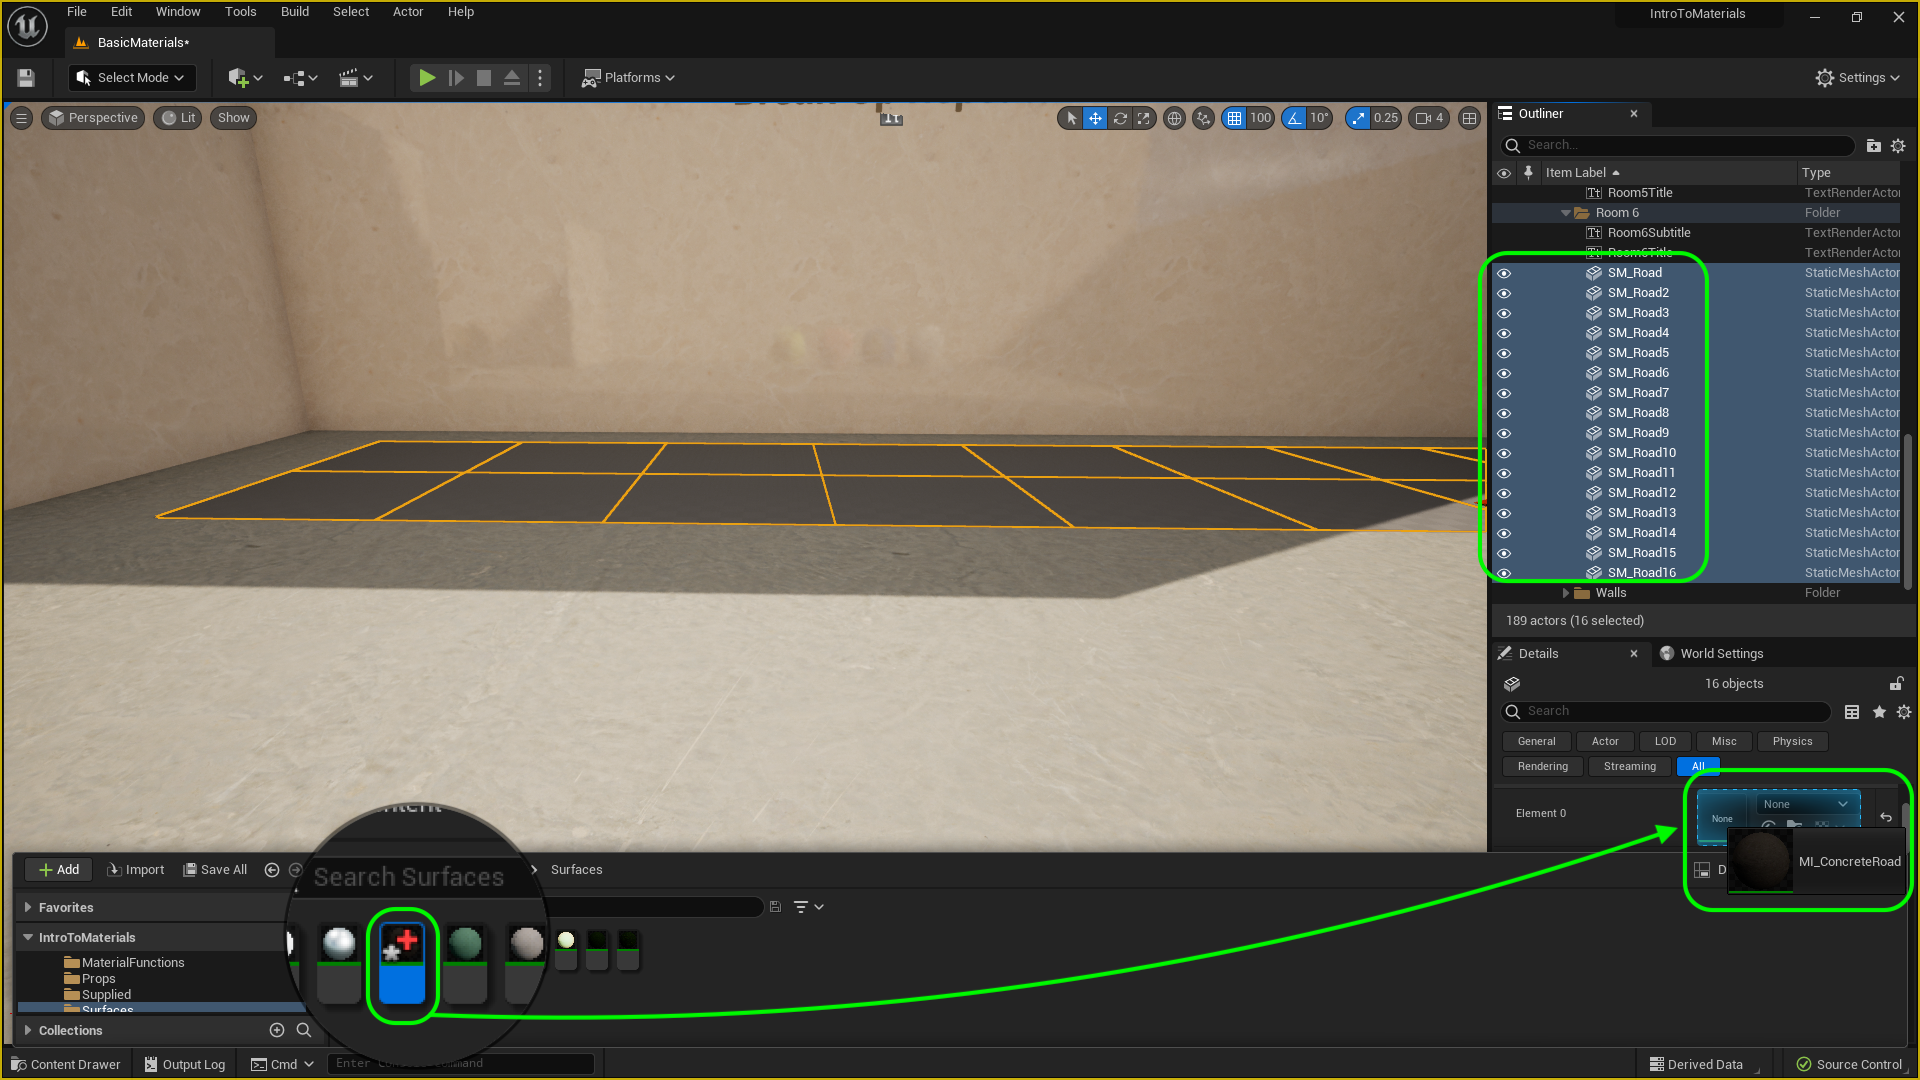 File Edit Window Tools Build Select Actor Help
IntroToMaterials
BasicMaterials*
Select Mode
Platforms
Settings
Perspective
Lit
Show
100
10°
0.25
4
Outliner
Search...
Item Label
Type
Room5Title TextRenderActo
Room 6 Folder
Room6Subtitle TextRenderActo
Room6Title TextRenderActo
SM_Road StaticMeshActor
SM_Road2 StaticMeshActor
SM_Road3 StaticMeshActor
SM_Road4 StaticMeshActor
SM_Road5 StaticMeshActor
SM_Road6 StaticMeshActor
SM_Road7 StaticMeshActor
SM_Road8 StaticMeshActor
SM_Road9 StaticMeshActor
SM_Road10 StaticMeshActor
SM_Road11 StaticMeshActor
SM_Road12 StaticMeshActor
SM_Road13 StaticMeshActor
SM_Road14 StaticMeshActor
SM_Road15 StaticMeshActor
SM_Road16 StaticMeshActor
Walls Folder
189 actors (16 selected)
Details
World Settings
16 objects
Search
General Actor LOD Misc Physics
Rendering Streaming All
Element 0
None
None
MI_ConcreteRoad
D
Add
Import
Save All
Surfaces
Search Surfaces
Favorites
IntroToMaterials
MaterialFunctions
Props
Supplied
Surfaces
Collections
Content Drawer
Output Log
Cmd
Derived Data
Source Control